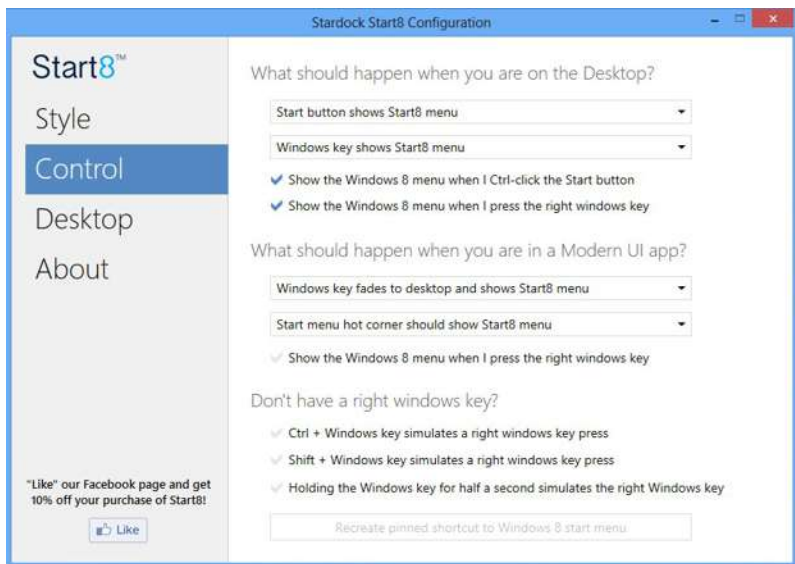 Stardock Start8 Configuration
Start8™
Style
Control
Desktop
About
"Like" our Facebook page and get
10% off your purchase of Start8!
Like
What should happen when you are on the Desktop?
Start button shows Start8 menu
Windows key shows Start8 menu
Show the Windows 8 menu when I Ctrl-click the Start button
Show the Windows 8 menu when I press the right windows key
What should happen when you are in a Modern UI app?
Windows key fades to desktop and shows Start8 menu
Start menu hot corner should show Start8 menu
Show the Windows 8 menu when I press the right windows key
Don't have a right windows key?
Ctrl + Windows key simulates a right windows key press
Shift + Windows key simulates a right windows key press
Holding the Windows key for half a second simulates the right Windows key
Recreate pinned shortcut to Windows 8 start menu